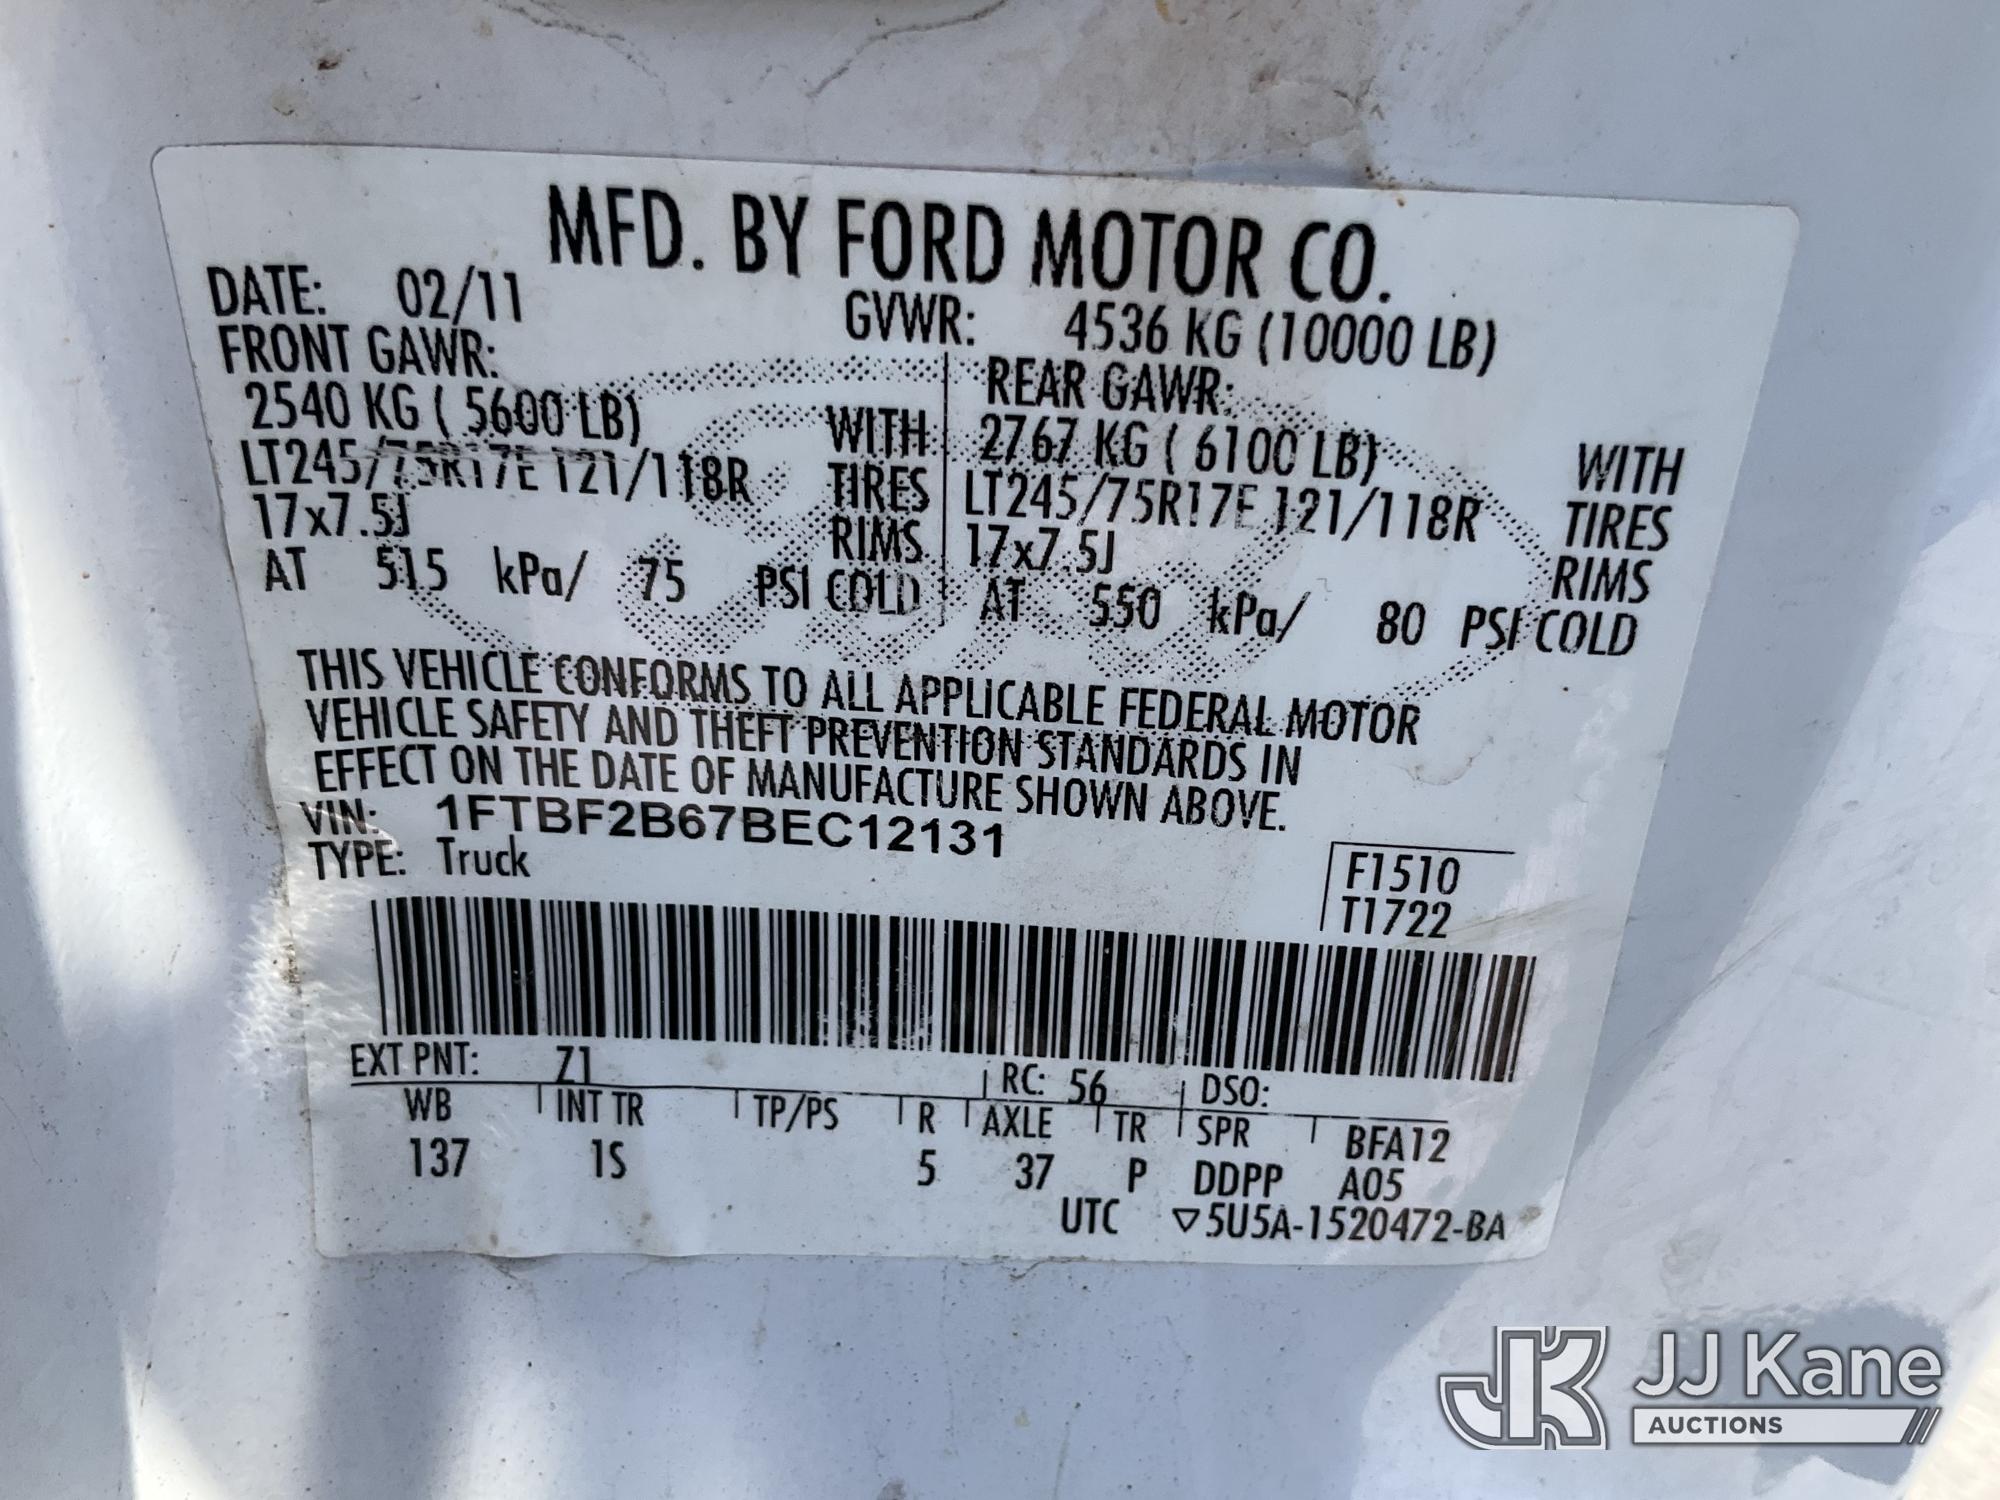 MFD. BY FORD MOTOR CO.
DATE: 02/11 GVWR: 4536 KG (10000 LB)
FRONT GAWR: REAR GAWR:
2540 KG ( 5600 LB) WITH 2767 KG ( 6100 LB) WITH
LT245/75R17E 121/118R TIRES LT245/75R17E 121/118R TIRES
17x7.5J RIMS 17x7.5J RIMS
AT 515 kPa/ 75 PSI COLD AT 550 kPa/ 80 PSI COLD
THIS VEHICLE CONFORMS TO ALL APPLICABLE FEDERAL MOTOR
VEHICLE SAFETY AND THEFT PREVENTION STANDARDS IN
EFFECT ON THE DATE OF MANUFACTURE SHOWN ABOVE.
VIN: 1FTBF2B67BEC12131
TYPE: Truck
F1510
T1722
EXT PNT: Z1 RC: 56 DSO:
WB INT TR TP/PS R AXLE TR SPR BFA12
137 1S 5 37 P DDPP A05
UTC ▽5U5A-1520472-BA
JK JJ Kane
AUCTIONS